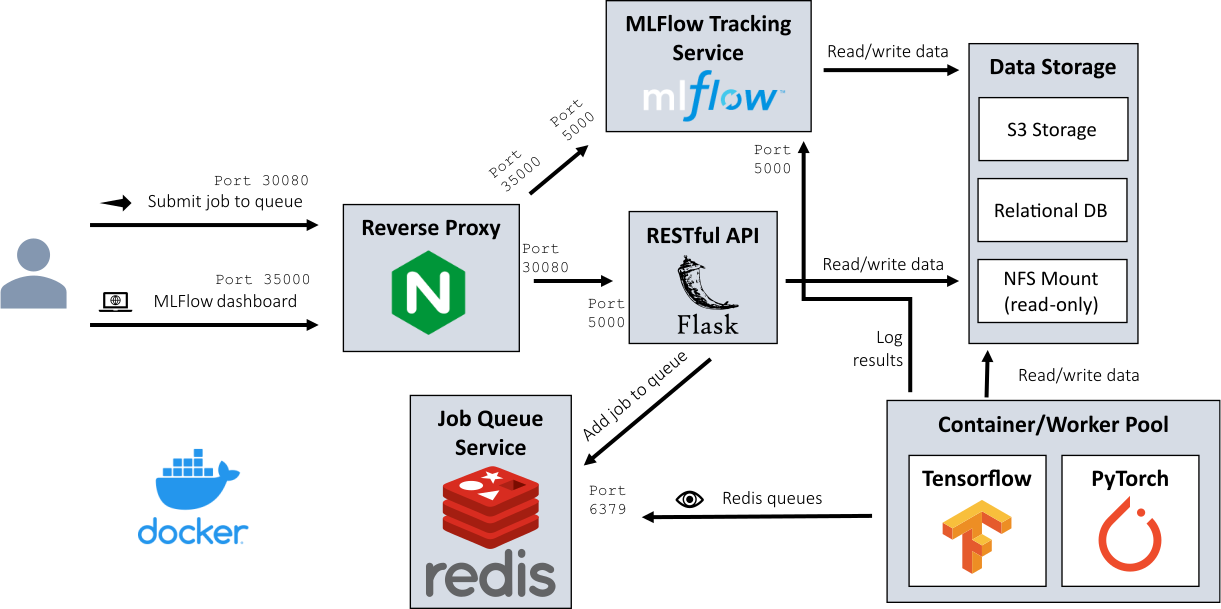 MLFlow Tracking
Service
mlflow™
Read/write data
Data Storage
S3 Storage
Relational DB
NFS Mount
(read-only)
Port
5000
Port
35000
Port
5000
Port 30080
Submit job to queue
Port 35000
MLFlow dashboard
Reverse Proxy
N
Port
30080
Port
5000
RESTful API
Flask
Read/write data
Log
results
Read/write data
Add job to queue
Job Queue
Service
redis
Port
6379
Redis queues
Container/Worker Pool
Tensorflow
PyTorch
docker